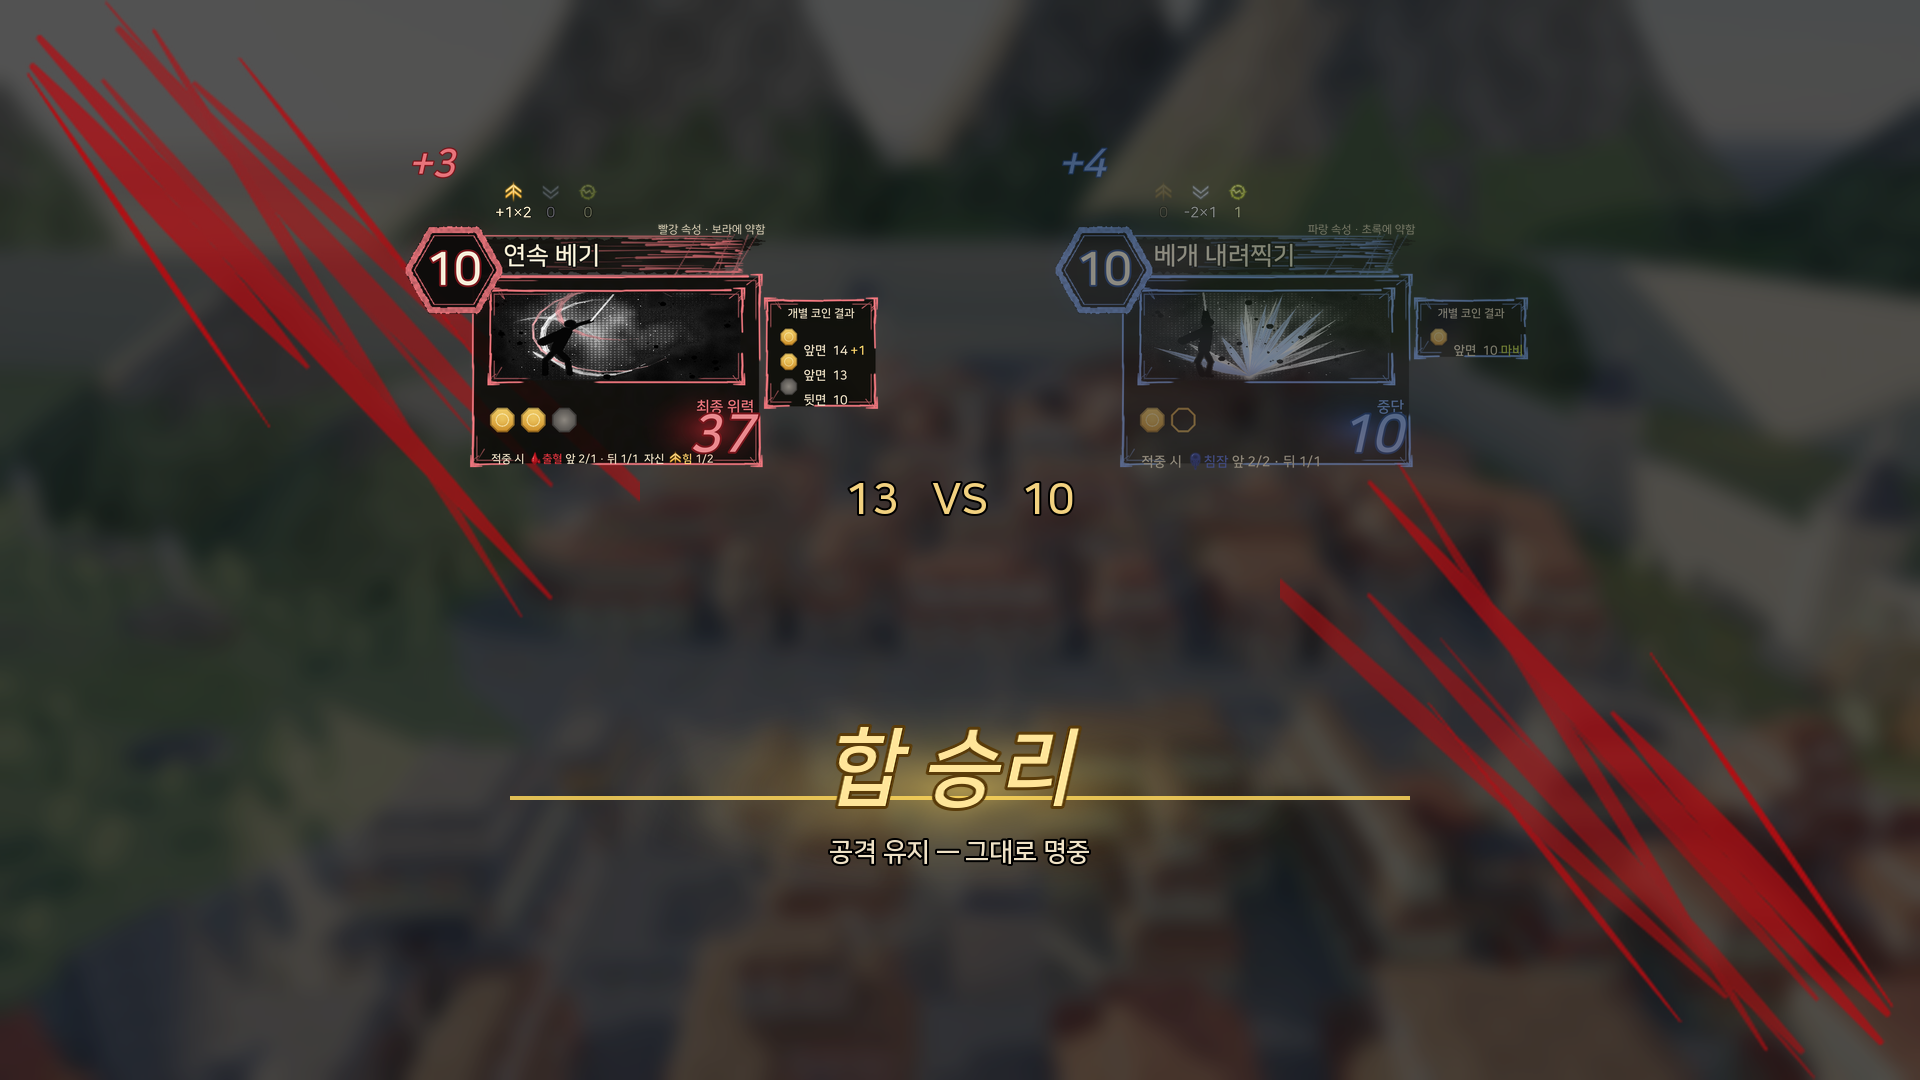 +3
+1×2 0 0
빨강 속성 · 보라에 약함
10
연속 베기
개별 코인 결과
앞면 14 +1
앞면 13
뒷면 10
최종 위력
37
적중 시 출혈 앞 2/1 · 뒤 1/1 자신 힘 1/2
+4
0 -2×1 1
파랑 속성 · 초록에 약함
10
베개 내려찍기
개별 코인 결과
앞면 10 마비
중단
10
적중 시 침잠 앞 2/2 · 뒤 1/1
13 VS 10
합 승리
공격 유지 — 그대로 명중